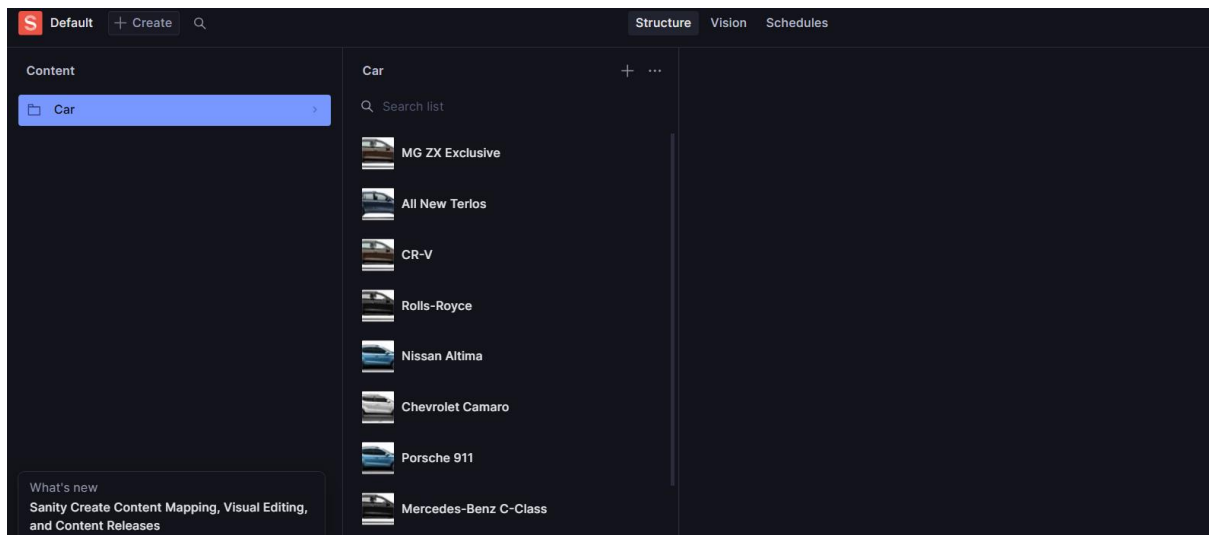 S Default + Create
Structure Vision Schedules
Content
Car
What's new
Sanity Create Content Mapping, Visual Editing,
and Content Releases
Car
Search list
MG ZX Exclusive
All New Terlos
CR-V
Rolls-Royce
Nissan Altima
Chevrolet Camaro
Porsche 911
Mercedes-Benz C-Class